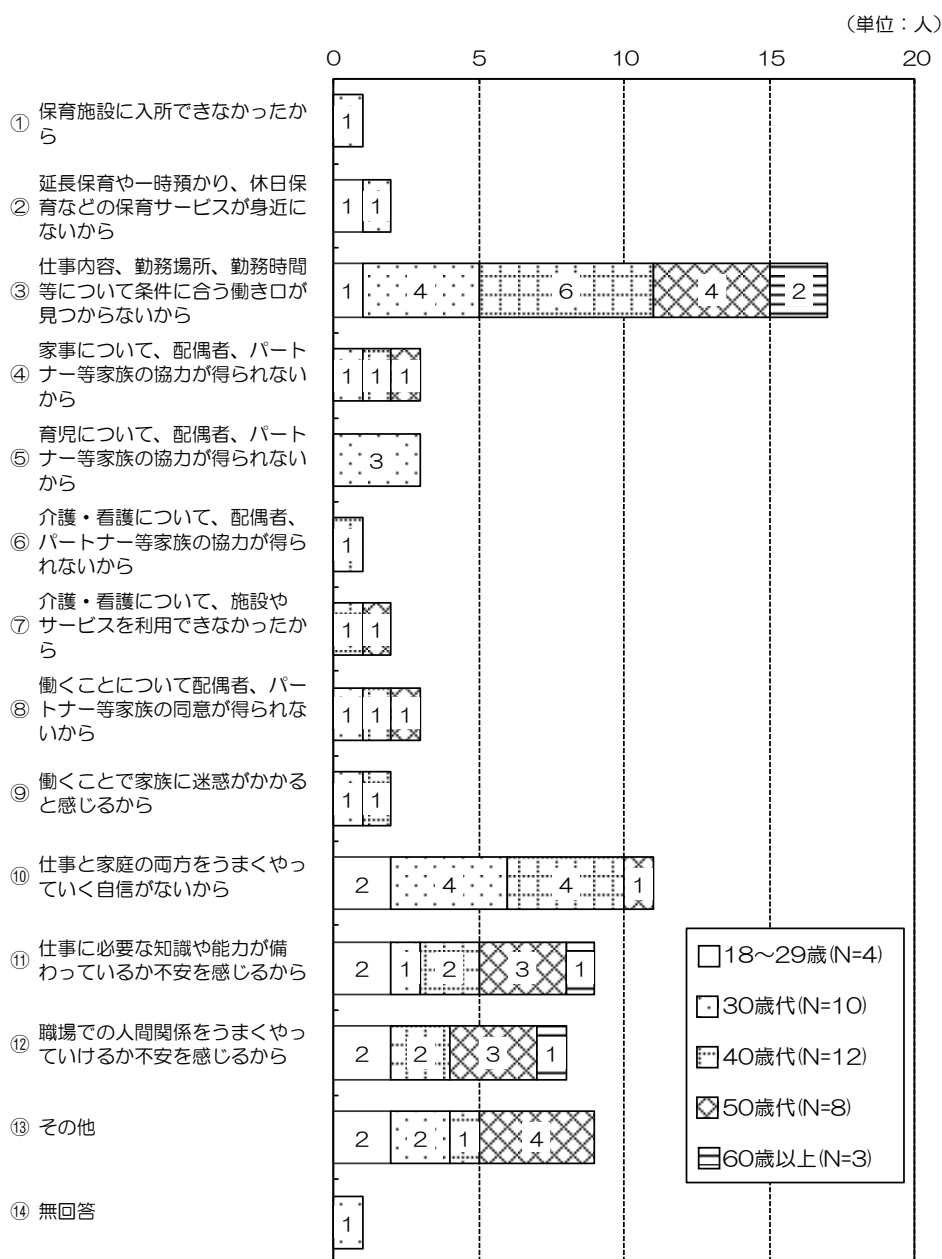 （単位：人）
0 5 10 15 20
① 保育施設に入所できなかったか
ら
1
延長保育や一時預かり、休日保
② 育などの保育サービスが身近に
ないから
1 1
仕事内容、勤務場所、勤務時間
③ 等について条件に合う働き口が
見つからないから
1 4 6 4 2
家事について、配偶者、パート
④ ナー等家族の協力が得られない
から
1 1 1
育児について、配偶者、パート
⑤ ナー等家族の協力が得られない
から
3
介護・看護について、配偶者、
⑥ パートナー等家族の協力が得ら
れないから
1
介護・看護について、施設や
⑦ サービスを利用できなかったか
ら
1 1
働くことについて配偶者、パー
⑧ トナー等家族の同意が得られな
いから
1 1 1
⑨ 働くことで家族に迷惑がかかる
と感じるから
1 1
⑩ 仕事と家庭の両方をうまくやっ
ていく自信がないから
2 4 4 1
⑪ 仕事に必要な知識や能力が備
わっているか不安を感じるから
2 1 2 3 1
⑫ 職場での人間関係をうまくやっ
ていけるか不安を感じるから
2 2 3 1
⑬ その他
2 2 1 4
⑭ 無回答
1
18～29歳(N=4)
30歳代(N=10)
40歳代(N=12)
50歳代(N=8)
60歳以上(N=3)